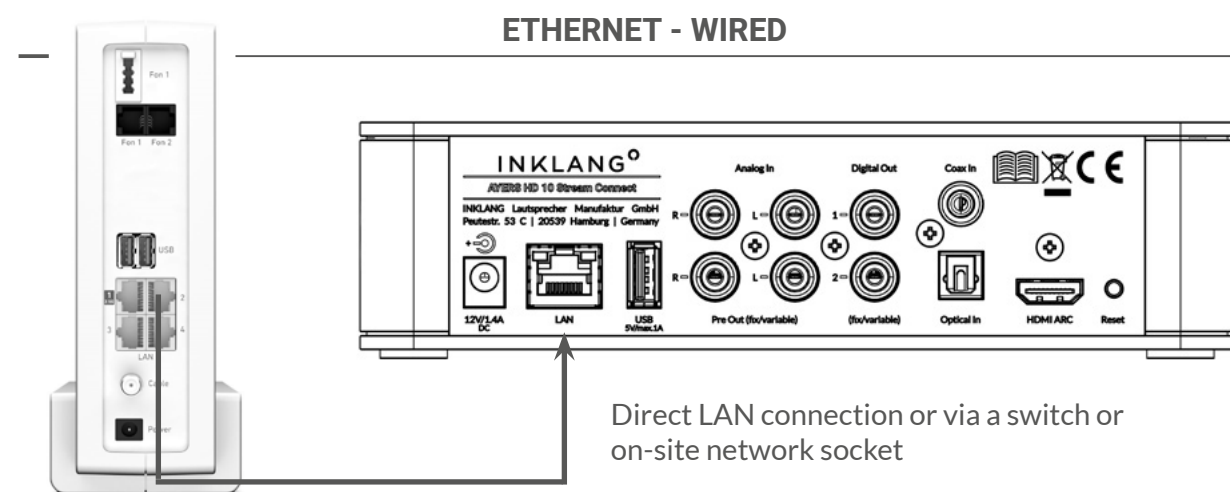 ETHERNET - WIRED
Fon 1
Fon 1 Fon 2
USB
1 2
3 4
LAN
Cable
Power
INKLANG
AYERS HD 10 Stream Connect
INKLANG Lautsprecher Manufaktur GmbH
Peutestr. 53 C | 20539 Hamburg | Germany
Analog In Digital Out Coax In CE
R L 1
R L 2
12V/1.4A
DC
LAN
USB
5V/max.1A
Pre Out (fix/variable) (fix/variable) Optical In HDMI ARC Reset
Direct LAN connection or via a switch or
on-site network socket